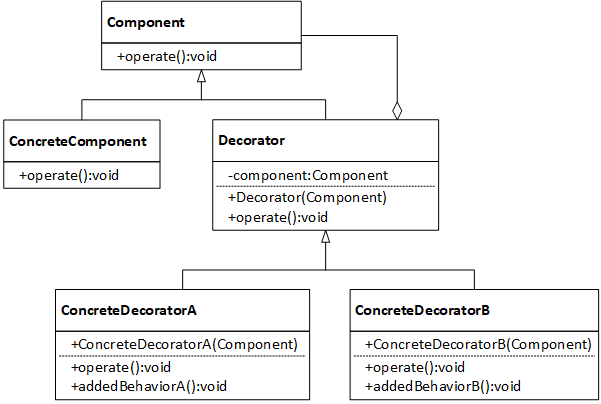 Component
+operate():void
ConcreteComponent
+operate():void
Decorator
-component:Component
+Decorator(Component)
+operate():void
ConcreteDecoratorA
+ConcreteDecoratorA(Component)
+operate():void
+addedBehaviorA():void
ConcreteDecoratorB
+ConcreteDecoratorB(Component)
+operate():void
+addedBehaviorB():void